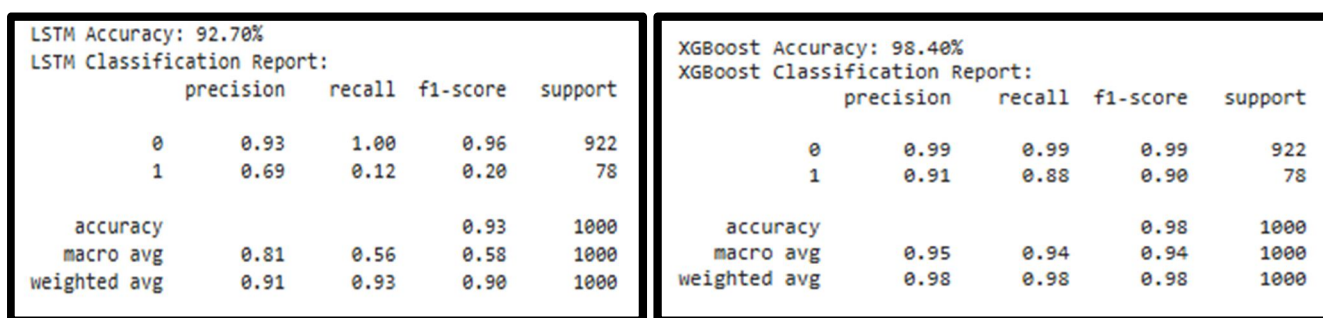 LSTM Accuracy: 92.70%
LSTM Classification Report:
precision recall f1-score support
0 0.93 1.00 0.96 922
1 0.69 0.12 0.20 78
accuracy 0.93 1000
macro avg 0.81 0.56 0.58 1000
weighted avg 0.91 0.93 0.90 1000
XGBoost Accuracy: 98.40%
XGBoost Classification Report:
precision recall f1-score support
0 0.99 0.99 0.99 922
1 0.91 0.88 0.90 78
accuracy 0.98 1000
macro avg 0.95 0.94 0.94 1000
weighted avg 0.98 0.98 0.98 1000